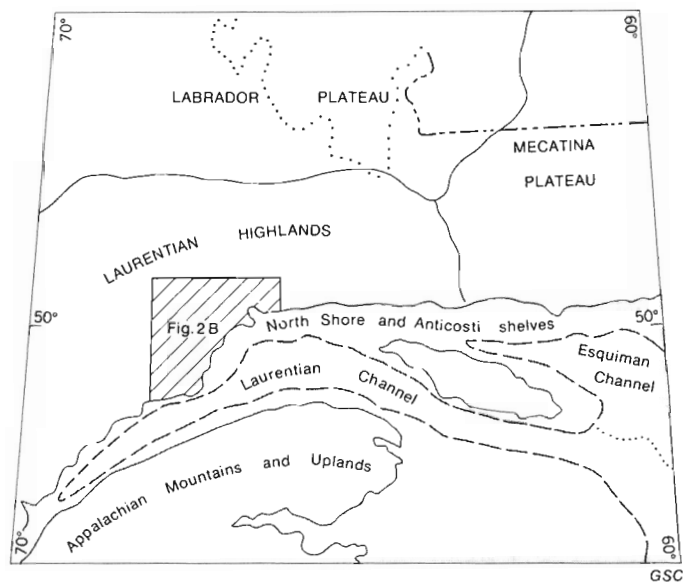 70°
60°
LABRADOR PLATEAU
MECATINA
PLATEAU
LAURENTIAN HIGHLANDS
50°
Fig. 2B
North Shore and Anticosti shelves
50°
Esquiman
Channel
Laurentian Channel
Appalachian Mountains and Uplands
70°
60°
GSC